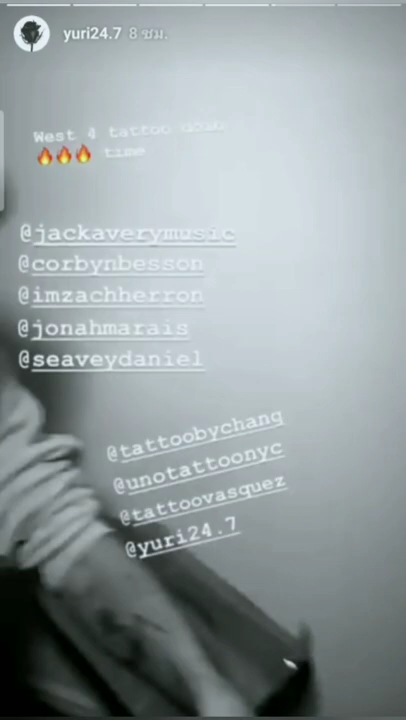 yuri24.7 8 ชม.
West 4 tattoo
🔥🔥🔥 time
@jackaverymusic
@corbynbesson
@imzachherron
@jonahmarais
@seaveydaniel
@tattoobychang
@unotattoonyc
@tattoovasquez
@yuri24.7